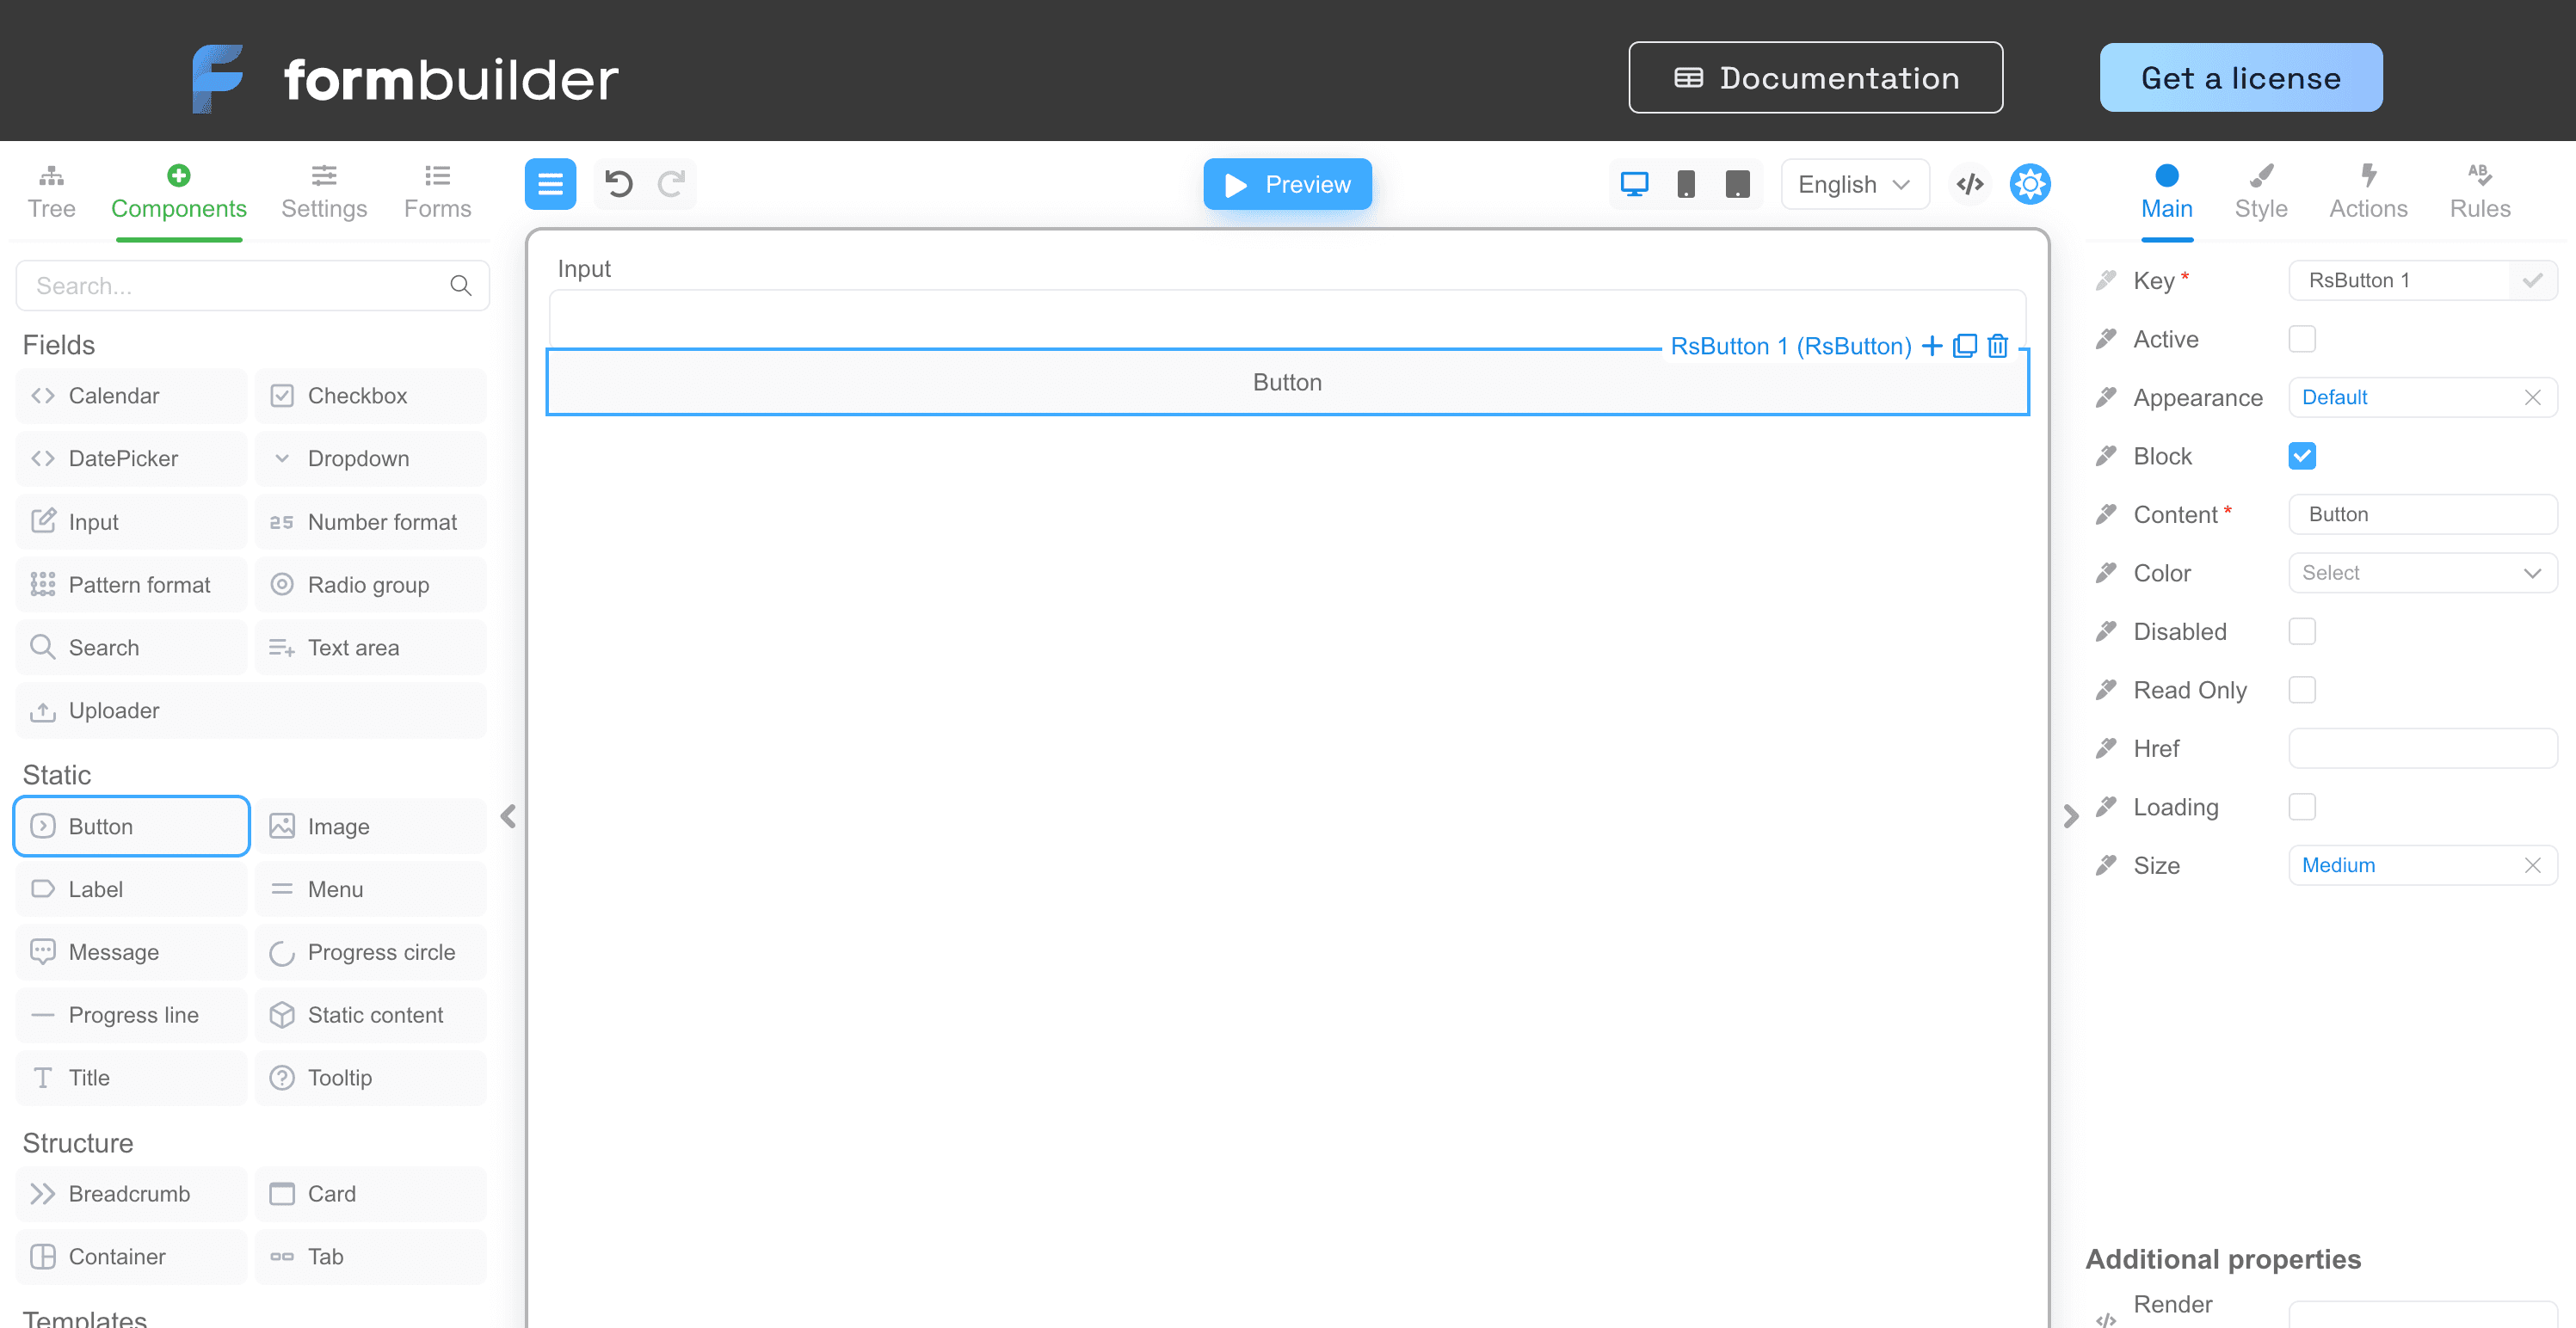 formbuilder
Documentation
Get a license
Tree
Components
Settings
Forms
Preview
English
Main
Style
Actions
Rules
Search...
Fields
Calendar
Checkbox
DatePicker
Dropdown
Input
25 Number format
Pattern format
Radio group
Search
Text area
Uploader
Static
Button
Image
Label
Menu
Message
Progress circle
Progress line
Static content
Title
Tooltip
Structure
Breadcrumb
Card
Container
Tab
Templates
Input
RsButton 1 (RsButton)
Button
Key * RsButton 1
Active
Appearance Default
Block
Content * Button
Color Select
Disabled
Read Only
Href
Loading
Size Medium
Additional properties
Render